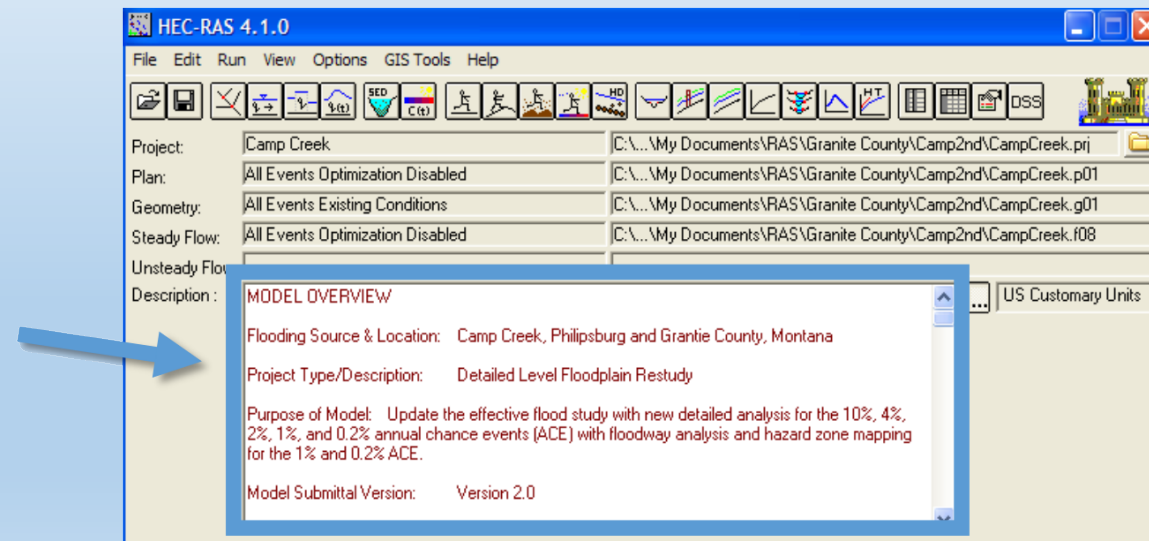 HEC-RAS 4.1.0
File Edit Run View Options GIS Tools Help
SED HD HT
q(t) C(t) DSS
Project: Camp Creek C:\...\My Documents\RAS\Granite County\Camp2nd\CampCreek.prj
Plan: All Events Optimization Disabled C:\...\My Documents\RAS\Granite County\Camp2nd\CampCreek.p01
Geometry: All Events Existing Conditions C:\...\My Documents\RAS\Granite County\Camp2nd\CampCreek.g01
Steady Flow: All Events Optimization Disabled C:\...\My Documents\RAS\Granite County\Camp2nd\CampCreek.f08
Unsteady Flo
Description : MODEL OVERVIEW ... US Customary Units
Flooding Source & Location: Camp Creek, Philipsburg and Grantie County, Montana
Project Type/Description: Detailed Level Floodplain Restudy
Purpose of Model: Update the effective flood study with new detailed analysis for the 10%, 4%,
2%, 1%, and 0.2% annual chance events (ACE) with floodway analysis and hazard zone mapping
for the 1% and 0.2% ACE.
Model Submittal Version: Version 2.0